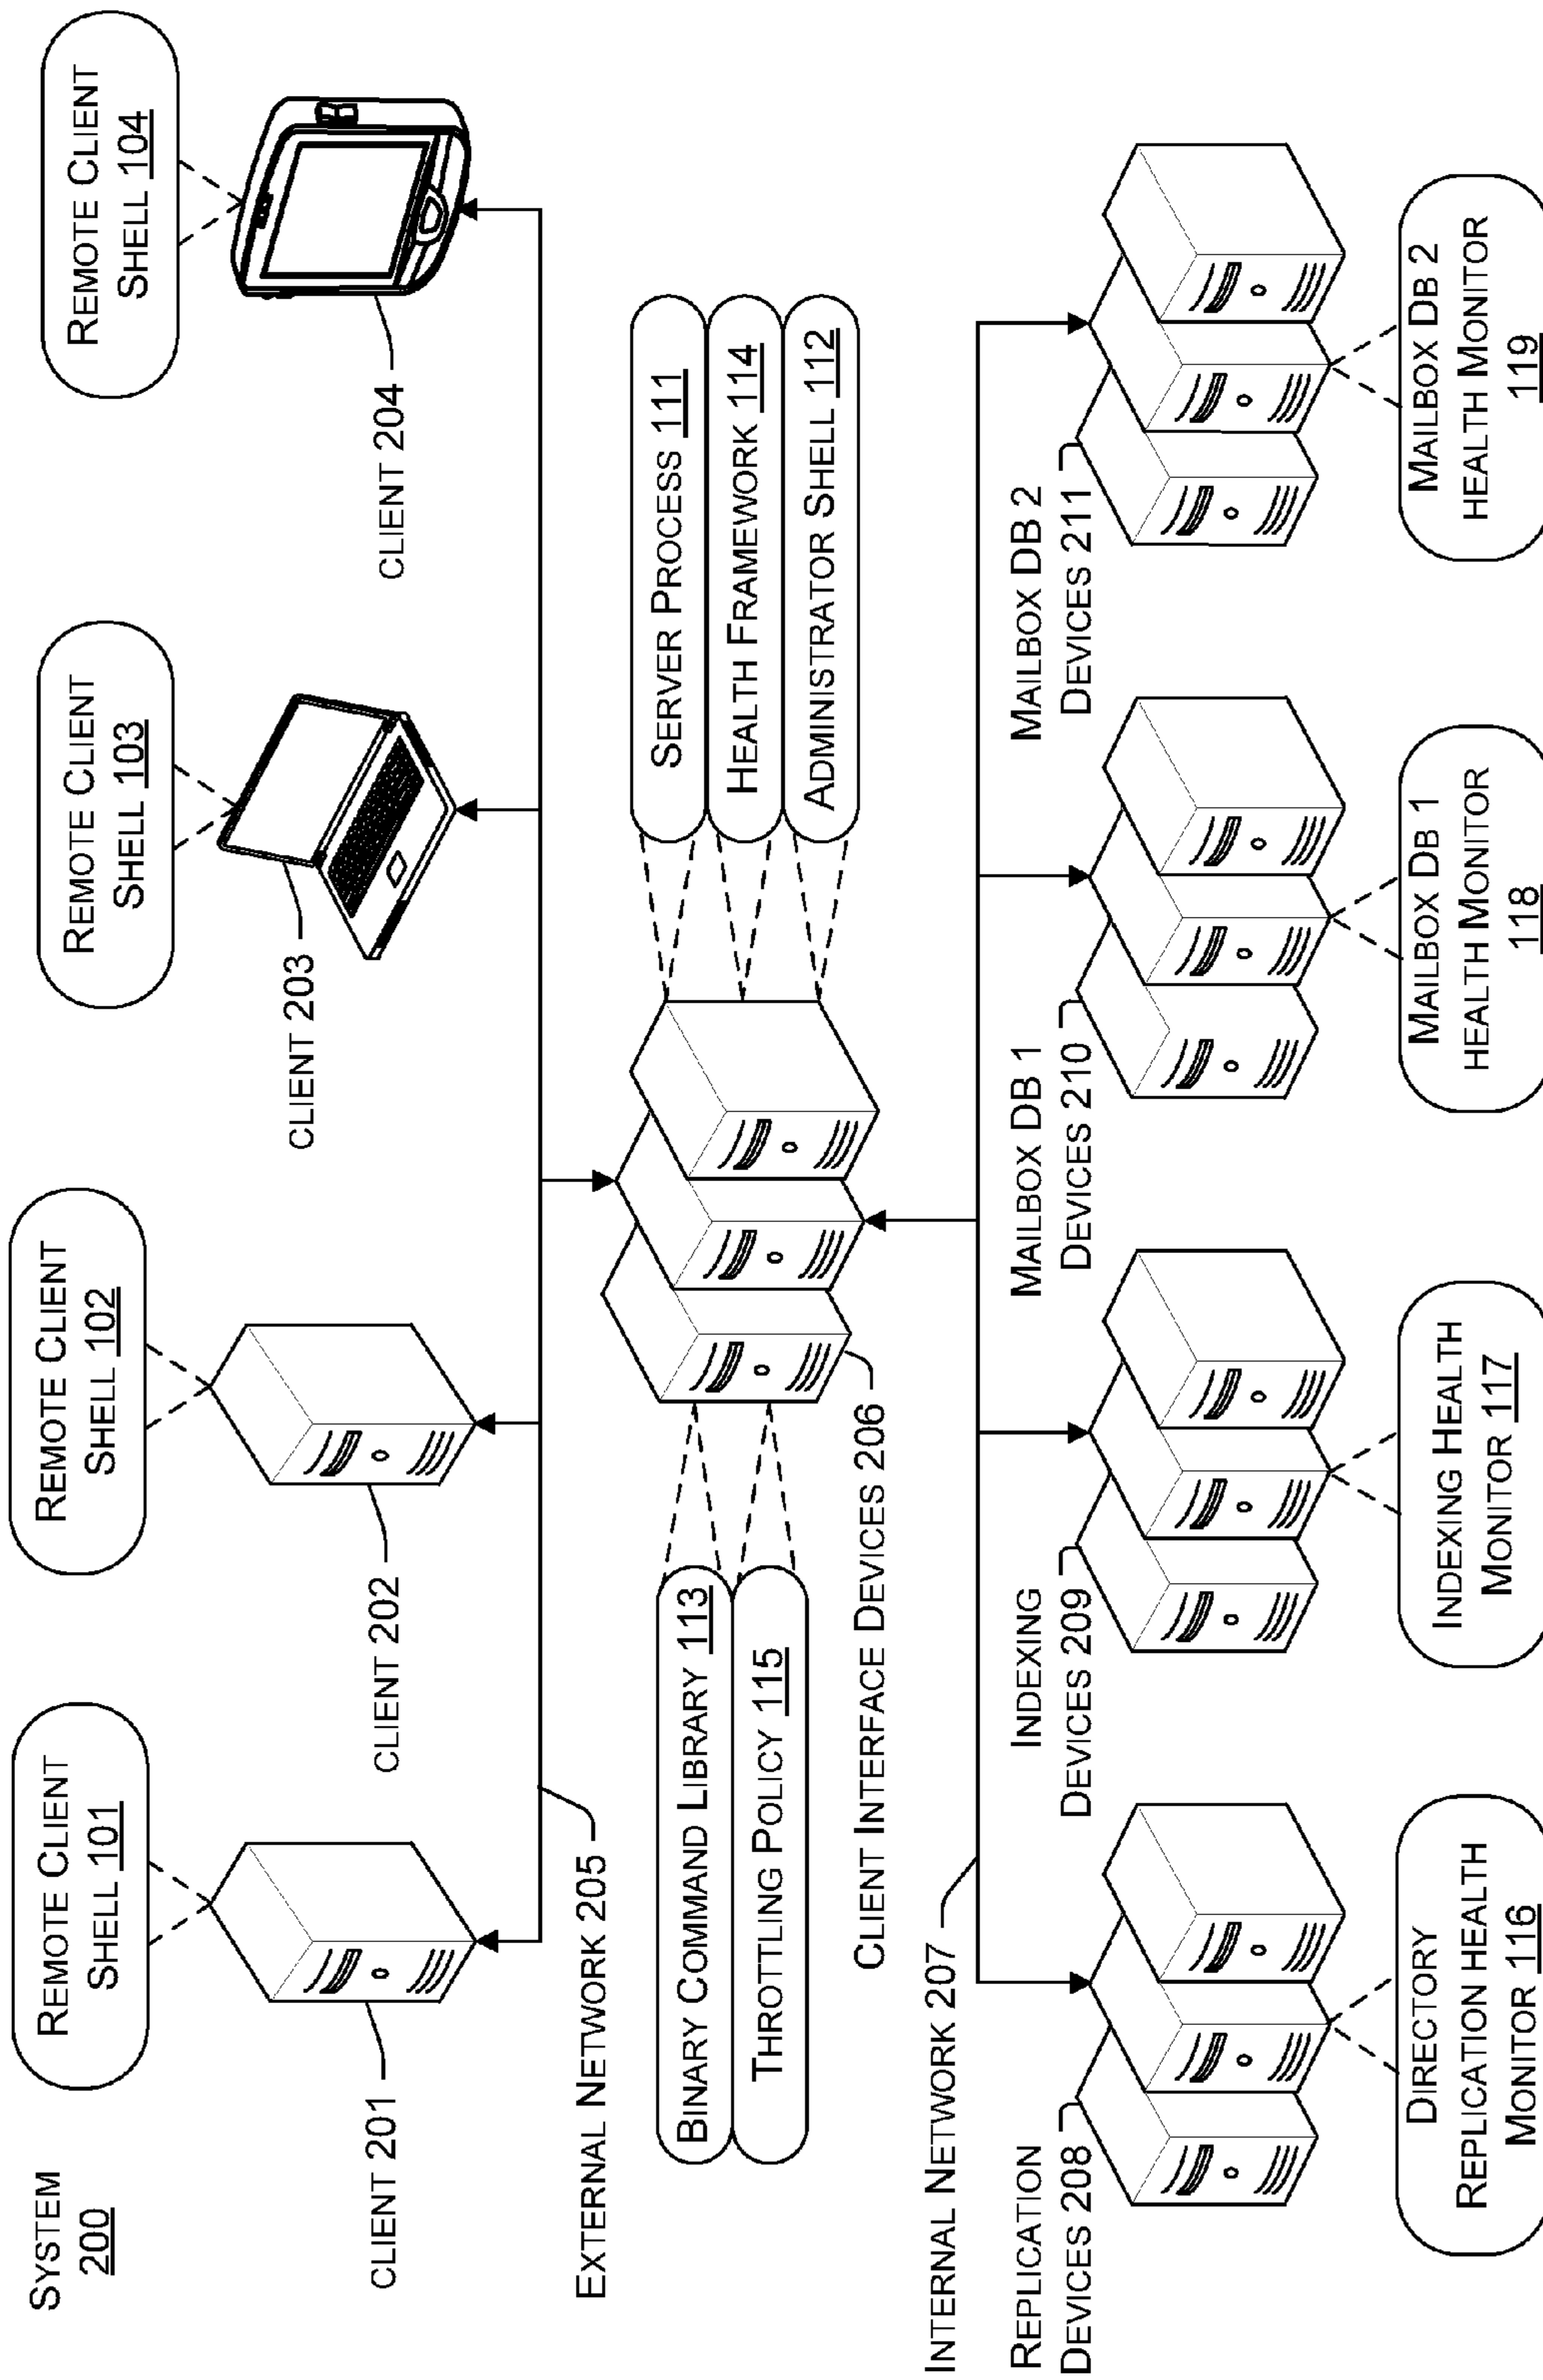 SYSTEM
200
REMOTE CLIENT
SHELL 101
REMOTE CLIENT
SHELL 102
REMOTE CLIENT
SHELL 103
REMOTE CLIENT
SHELL 104
CLIENT 201
CLIENT 202
CLIENT 203
CLIENT 204
EXTERNAL NETWORK 205
BINARY COMMAND LIBRARY 113
THROTTLING POLICY 115
SERVER PROCESS 111
HEALTH FRAMEWORK 114
ADMINISTRATOR SHELL 112
CLIENT INTERFACE DEVICES 206
INTERNAL NETWORK 207
REPLICATION
DEVICES 208
INDEXING
DEVICES 209
MAILBOX DB 1
DEVICES 210
MAILBOX DB 2
DEVICES 211
DIRECTORY
REPLICATION HEALTH
MONITOR 116
INDEXING HEALTH
MONITOR 117
MAILBOX DB 1
HEALTH MONITOR
118
MAILBOX DB 2
HEALTH MONITOR
119